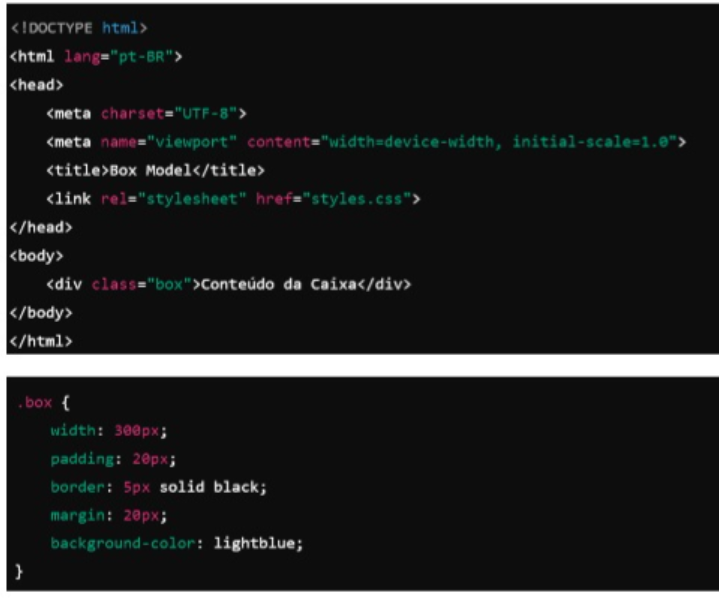 <!DOCTYPE html>
<html lang="pt-BR">
<head>
    <meta charset="UTF-8">
    <meta name="viewport" content="width=device-width, initial-scale=1.0">
    <title>Box Model</title>
    <link rel="stylesheet" href="styles.css">
</head>
<body>
    <div class="box">Conteúdo da Caixa</div>
</body>
</html>
.box {
    width: 300px;
    padding: 20px;
    border: 5px solid black;
    margin: 20px;
    background-color: lightblue;
}